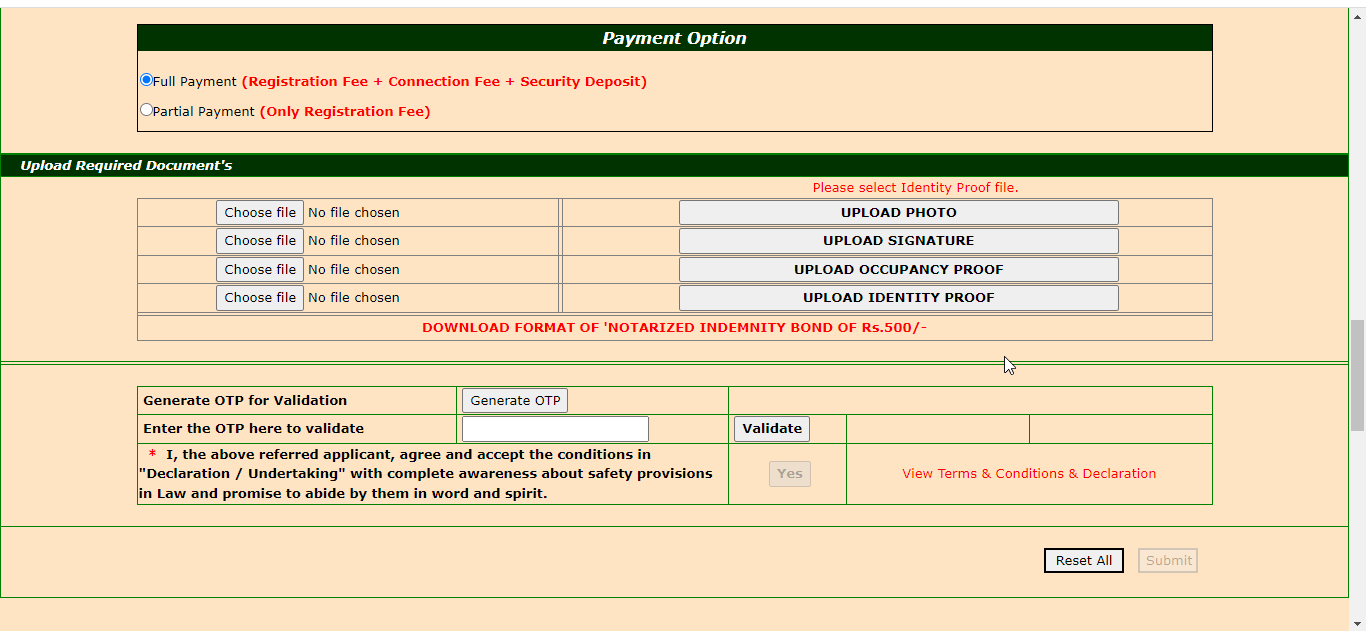 Payment Option
Full Payment (Registration Fee + Connection Fee + Security Deposit)
Partial Payment (Only Registration Fee)
Upload Required Document's
Please select Identity Proof file.
Choose file No file chosen UPLOAD PHOTO
Choose file No file chosen UPLOAD SIGNATURE
Choose file No file chosen UPLOAD OCCUPANCY PROOF
Choose file No file chosen UPLOAD IDENTITY PROOF
DOWNLOAD FORMAT OF 'NOTARIZED INDEMNITY BOND OF Rs.500/-
Generate OTP for Validation Generate OTP
Enter the OTP here to validate Validate
* I, the above referred applicant, agree and accept the conditions in
"Declaration / Undertaking" with complete awareness about safety provisions
in Law and promise to abide by them in word and spirit.
Yes
View Terms & Conditions & Declaration
Reset All Submit